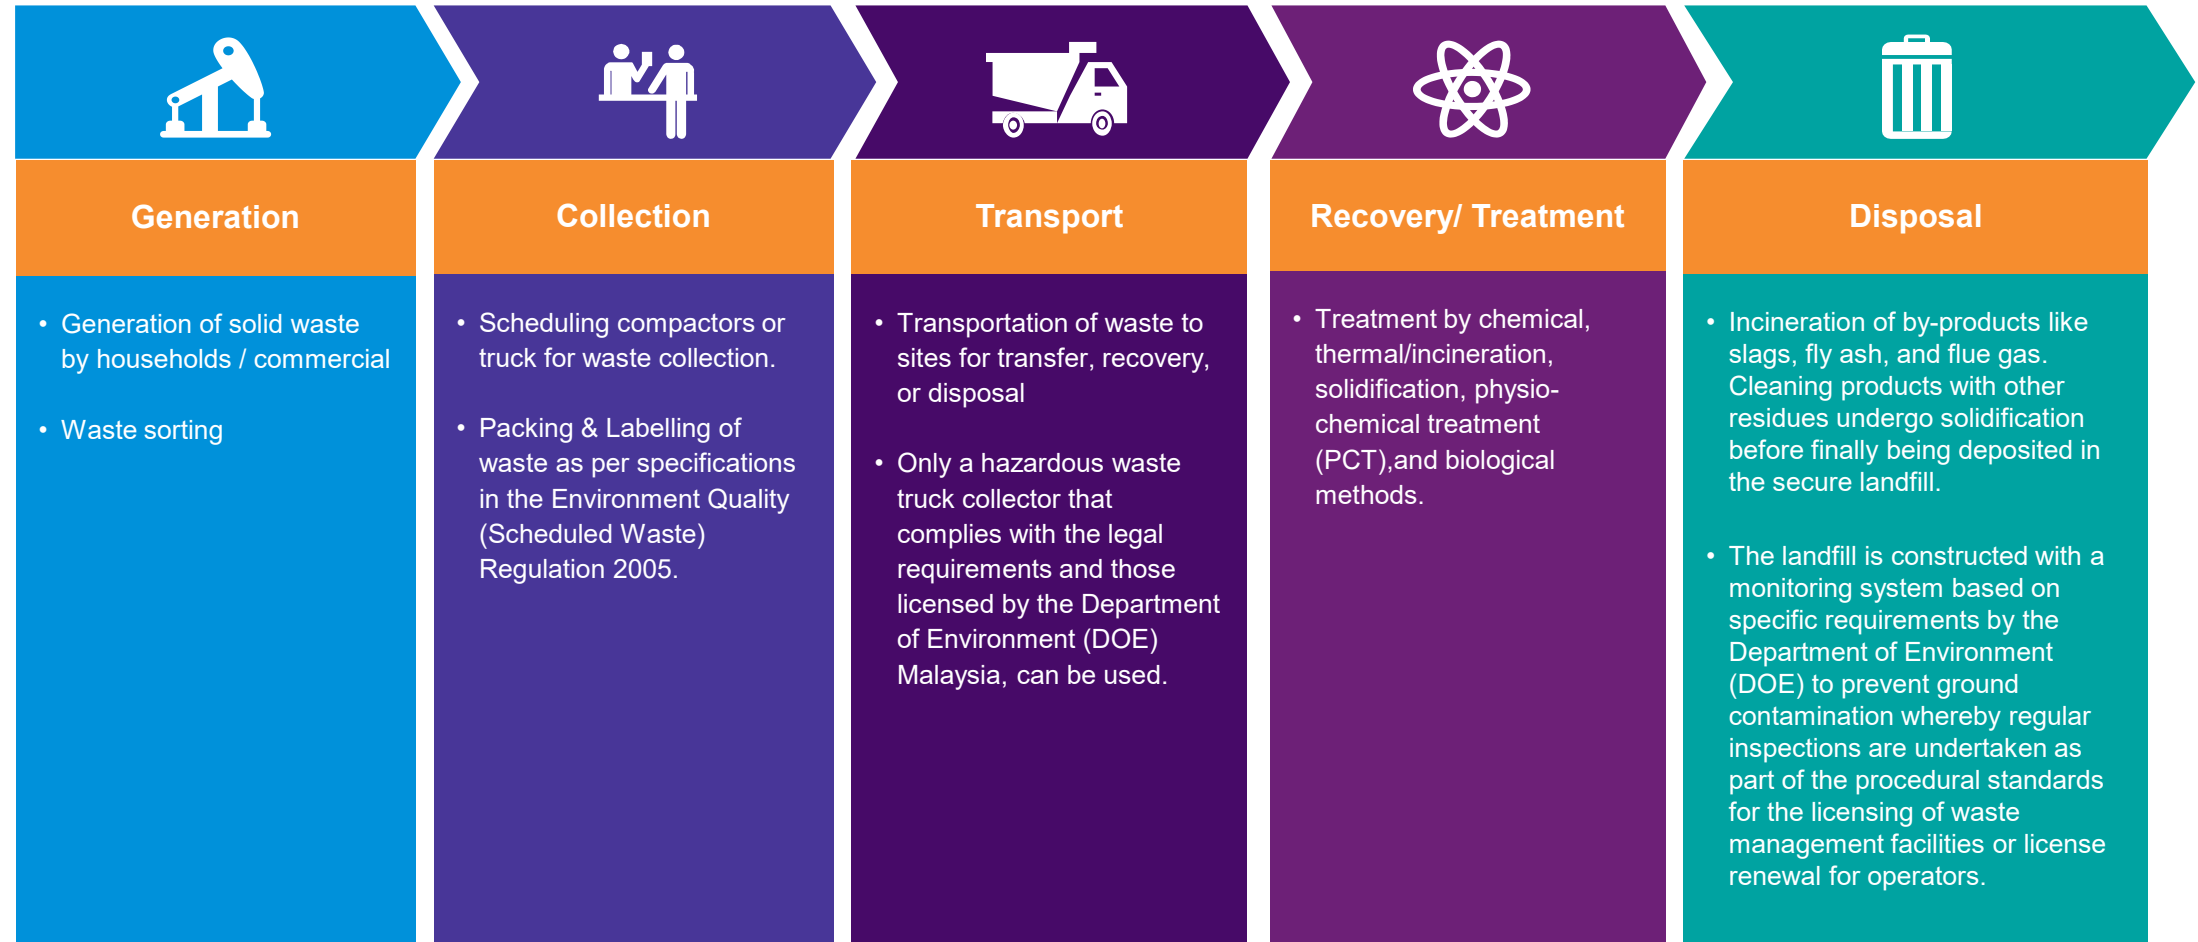 Generation
• Generation of solid waste
by households / commercial
• Waste sorting
Collection
• Scheduling compactors or
truck for waste collection.
• Packing & Labelling of
waste as per specifications
in the Environment Quality
(Scheduled Waste)
Regulation 2005.
Transport
• Transportation of waste to
sites for transfer, recovery,
or disposal
• Only a hazardous waste
truck collector that
complies with the legal
requirements and those
licensed by the Department
of Environment (DOE)
Malaysia, can be used.
Recovery/ Treatment
• Treatment by chemical,
thermal/incineration,
solidification, physio-
chemical treatment
(PCT),and biological
methods.
Disposal
• Incineration of by-products like
slags, fly ash, and flue gas.
Cleaning products with other
residues undergo solidification
before finally being deposited in
the secure landfill.
• The landfill is constructed with a
monitoring system based on
specific requirements by the
Department of Environment
(DOE) to prevent ground
contamination whereby regular
inspections are undertaken as
part of the procedural standards
for the licensing of waste
management facilities or license
renewal for operators.